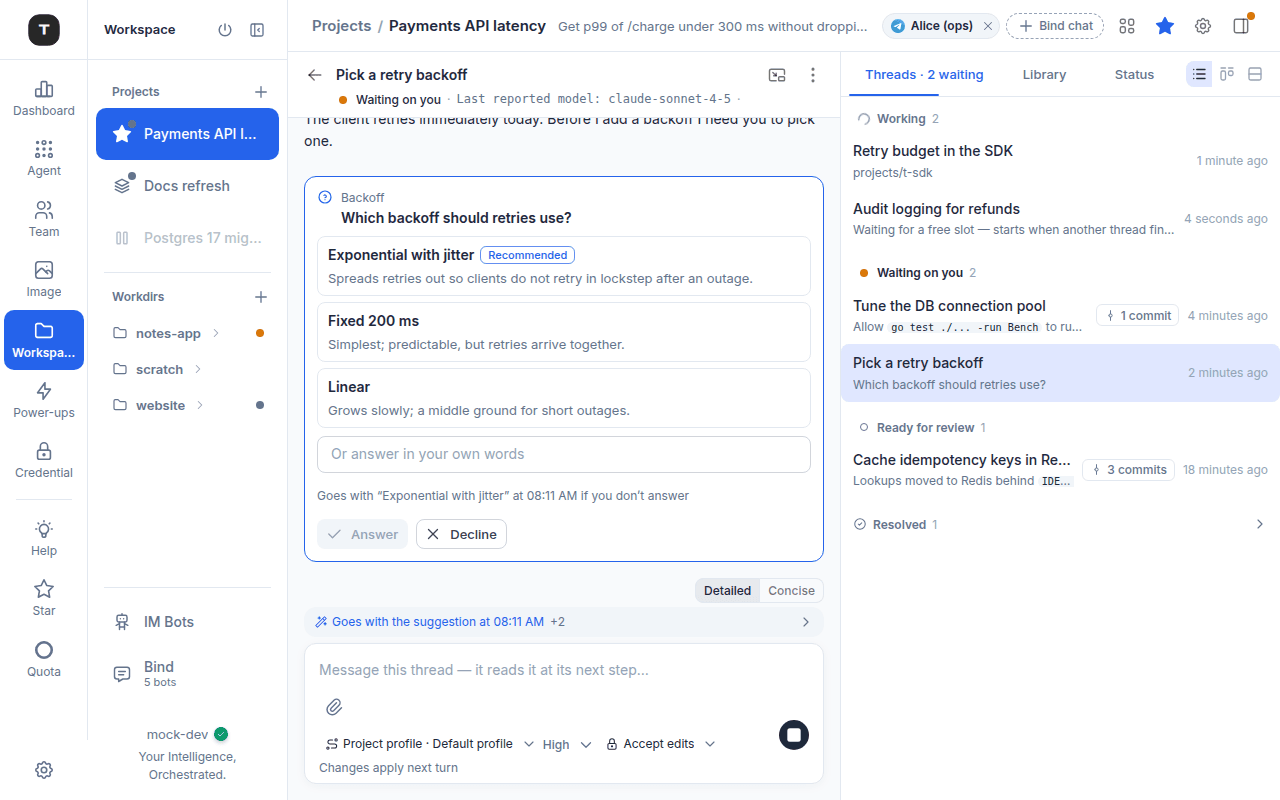 T
Dashboard
Agent
Team
Image
Workspa...
Power-ups
Credential
Help
Star
Quota
Workspace
Projects
Payments API l...
Docs refresh
Postgres 17 mig...
Workdirs
notes-app
scratch
website
IM Bots
Bind
5 bots
mock-dev
Your Intelligence,
Orchestrated.
Projects / Payments API latency Get p99 of /charge under 300 ms without droppi...
Alice (ops)
Bind chat
Pick a retry backoff
Waiting on you · Last reported model: claude-sonnet-4-5 ·
The client retries immediately today. Before I add a backoff I need you to pick
one.
Backoff
Which backoff should retries use?
Exponential with jitter Recommended
Spreads retries out so clients do not retry in lockstep after an outage.
Fixed 200 ms
Simplest; predictable, but retries arrive together.
Linear
Grows slowly; a middle ground for short outages.
Or answer in your own words
Goes with “Exponential with jitter” at 08:11 AM if you don’t answer
Answer Decline
Detailed Concise
Goes with the suggestion at 08:11 AM +2
Message this thread — it reads it at its next step...
Project profile · Default profile High Accept edits
Changes apply next turn
Threads · 2 waiting Library Status
Working 2
Retry budget in the SDK
projects/t-sdk
1 minute ago
Audit logging for refunds
Waiting for a free slot — starts when another thread fin...
4 seconds ago
Waiting on you 2
Tune the DB connection pool
Allow go test ./... -run Bench to ru...
1 commit 4 minutes ago
Pick a retry backoff
Which backoff should retries use?
2 minutes ago
Ready for review 1
Cache idempotency keys in Re...
Lookups moved to Redis behind IDE...
3 commits 18 minutes ago
Resolved 1